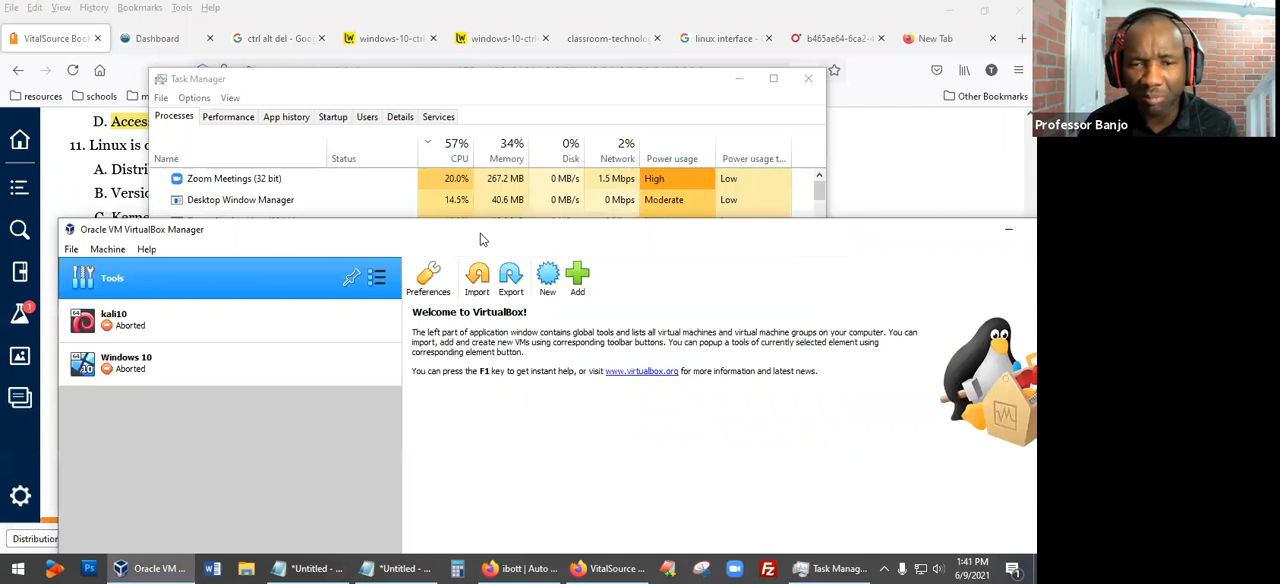 File Edit View History Bookmarks Tools Help
VitalSource Boo
Dashboard
ctrl alt del - Goo
windows-10-ctrl-
windows-10-ctrl-
classroom-technolo
linux interface -
b465ae64-6ca2-4
New Tab
resources schools Other Bookmarks
T
D. Acces
11. Linux is
A. Distri
B. Versio
C. Kerne
Distribution
Task Manager
File Options View
Processes Performance App history Startup Users Details Services
57% 34% 0% 2%
Name Status CPU Memory Disk Network Power usage Power usage t...
Zoom Meetings (32 bit) 20.0% 267.2 MB 0 MB/s 1.5 Mbps High Low
Desktop Window Manager 14.5% 40.6 MB 0 MB/s 0 Mbps Moderate Low
Oracle VM VirtualBox Manager
File Machine Help
Tools
kali10
Aborted
Windows 10
Aborted
Preferences Import Export New Add
Welcome to VirtualBox!
The left part of application window contains global tools and lists all virtual machines and virtual machine groups on your computer. You can
import, add and create new VMs using corresponding toolbar buttons. You can popup a tools of currently selected element using
corresponding element button.
You can press the F1 key to get instant help, or visit www.virtualbox.org for more information and latest news.
Professor Banjo
Oracle VM ...
*Untitled - ...
*Untitled - ...
ibott | Auto ...
VitalSource ...
Task Manag...
1:41 PM
6/9/2021